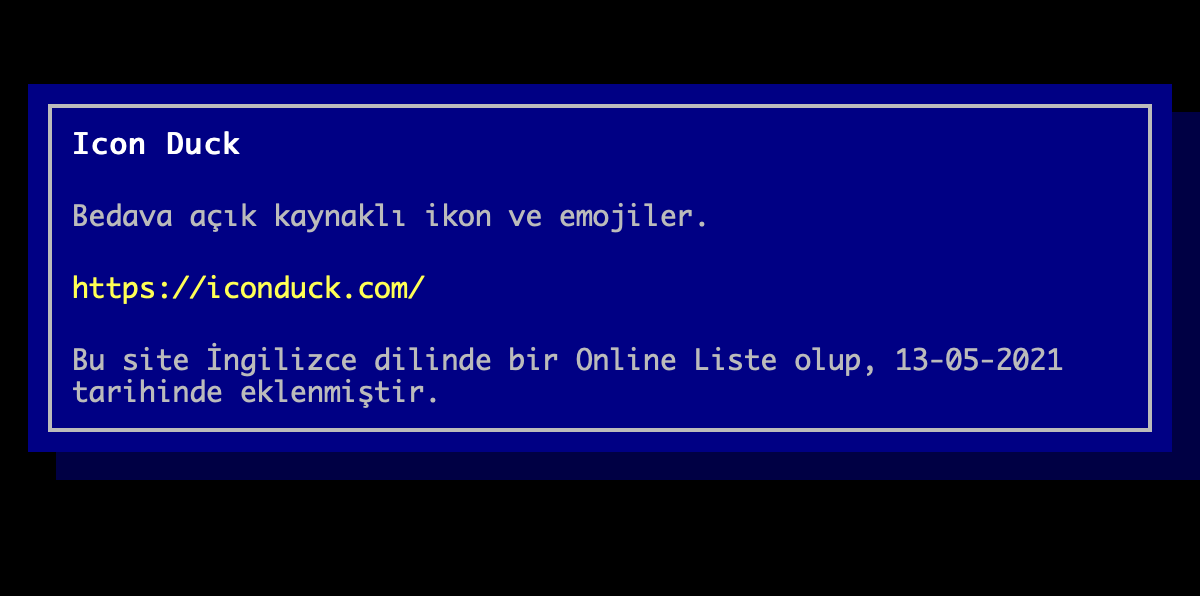 Icon Duck
Bedava açık kaynaklı ikon ve emojiler.
https://iconduck.com/
Bu site İngilizce dilinde bir Online Liste olup, 13-05-2021
tarihinde eklenmiştir.